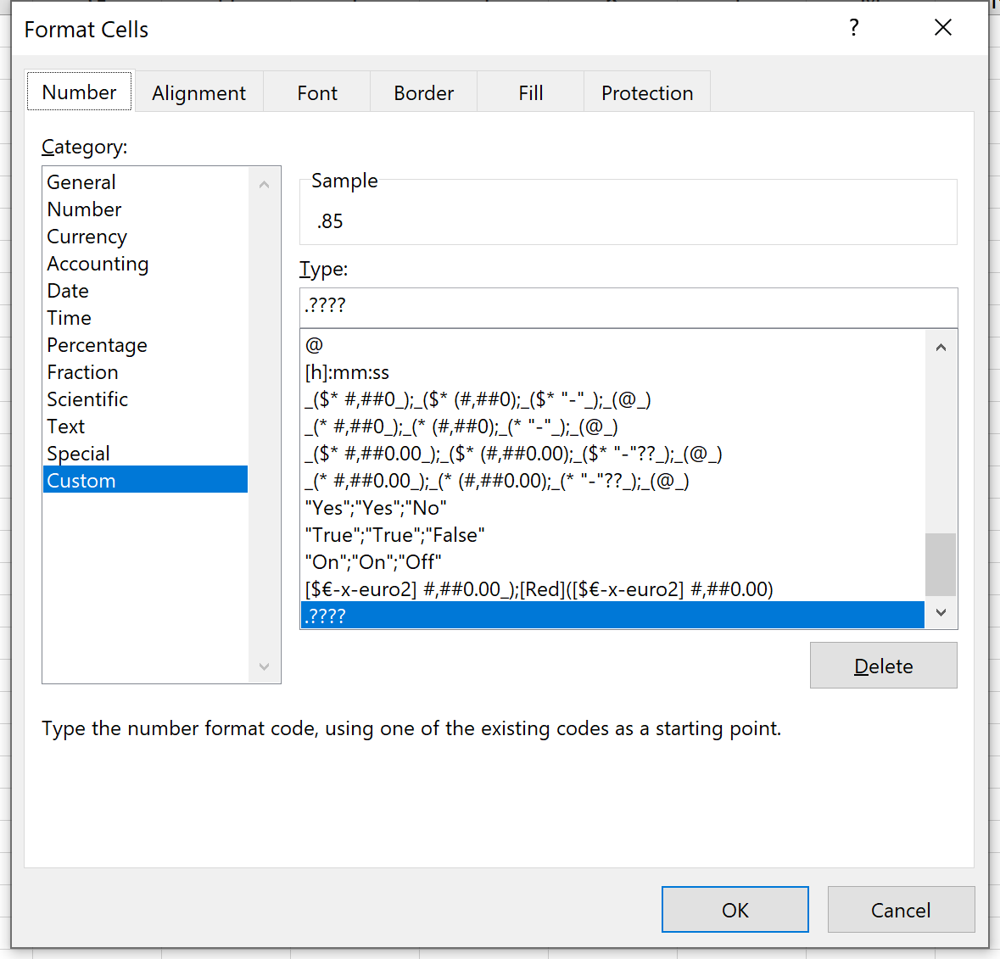 Format Cells
?
Number Alignment Font Border Fill Protection
Category:
General
Number
Currency
Accounting
Date
Time
Percentage
Fraction
Scientific
Text
Special
Custom
Sample
.85
Type:
.????
@
[h]:mm:ss
_($* #,##0_);_($* (#,##0);_($* "-"_);_(@_)
_(* #,##0_);_(* (#,##0);_(* "-"_);_(@_)
_($* #,##0.00_);_($* (#,##0.00);_($* "-"??_);_(@_)
_(* #,##0.00_);_(* (#,##0.00);_(* "-"??_);_(@_)
"Yes";"Yes";"No"
"True";"True";"False"
"On";"On";"Off"
[$€-x-euro2] #,##0.00_);[Red]([$€-x-euro2] #,##0.00)
.????
Delete
Type the number format code, using one of the existing codes as a starting point.
OK Cancel